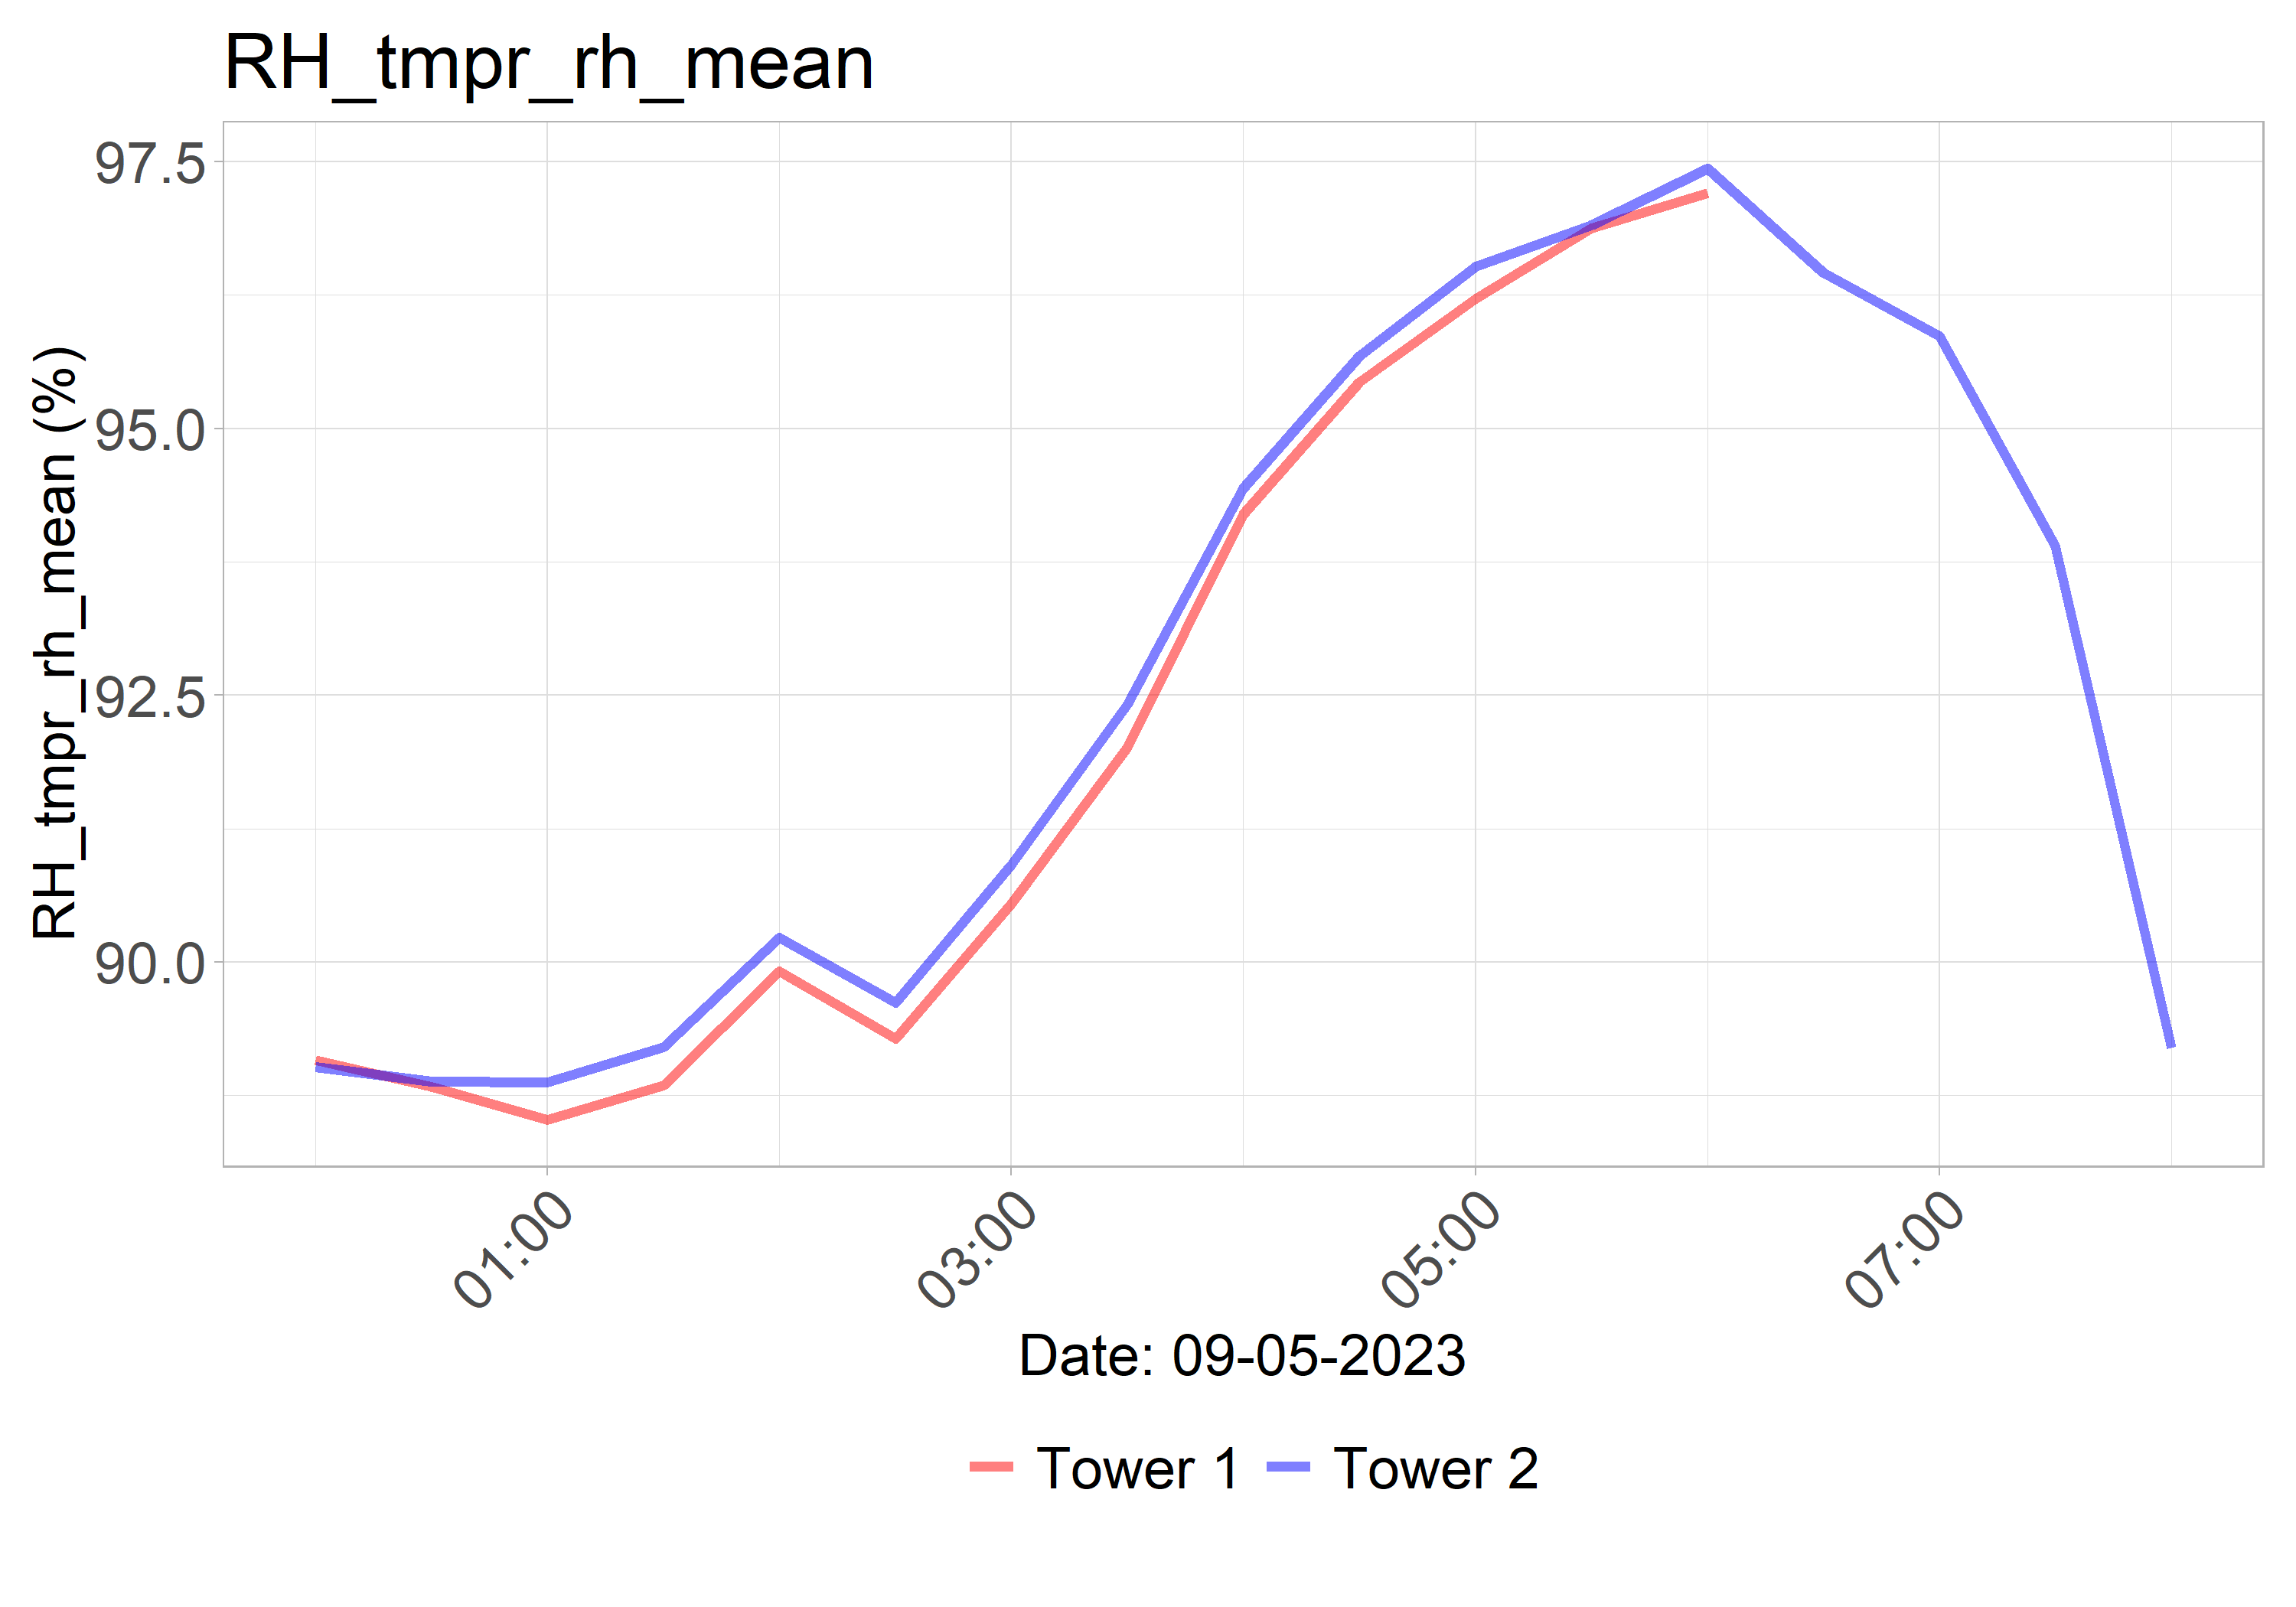 RH_tmpr_rh_mean
RH_tmpr_rh_mean (%)
97.5
95.0
92.5
90.0
01:00
03:00
05:00
07:00
Date: 09-05-2023
Tower 1
Tower 2